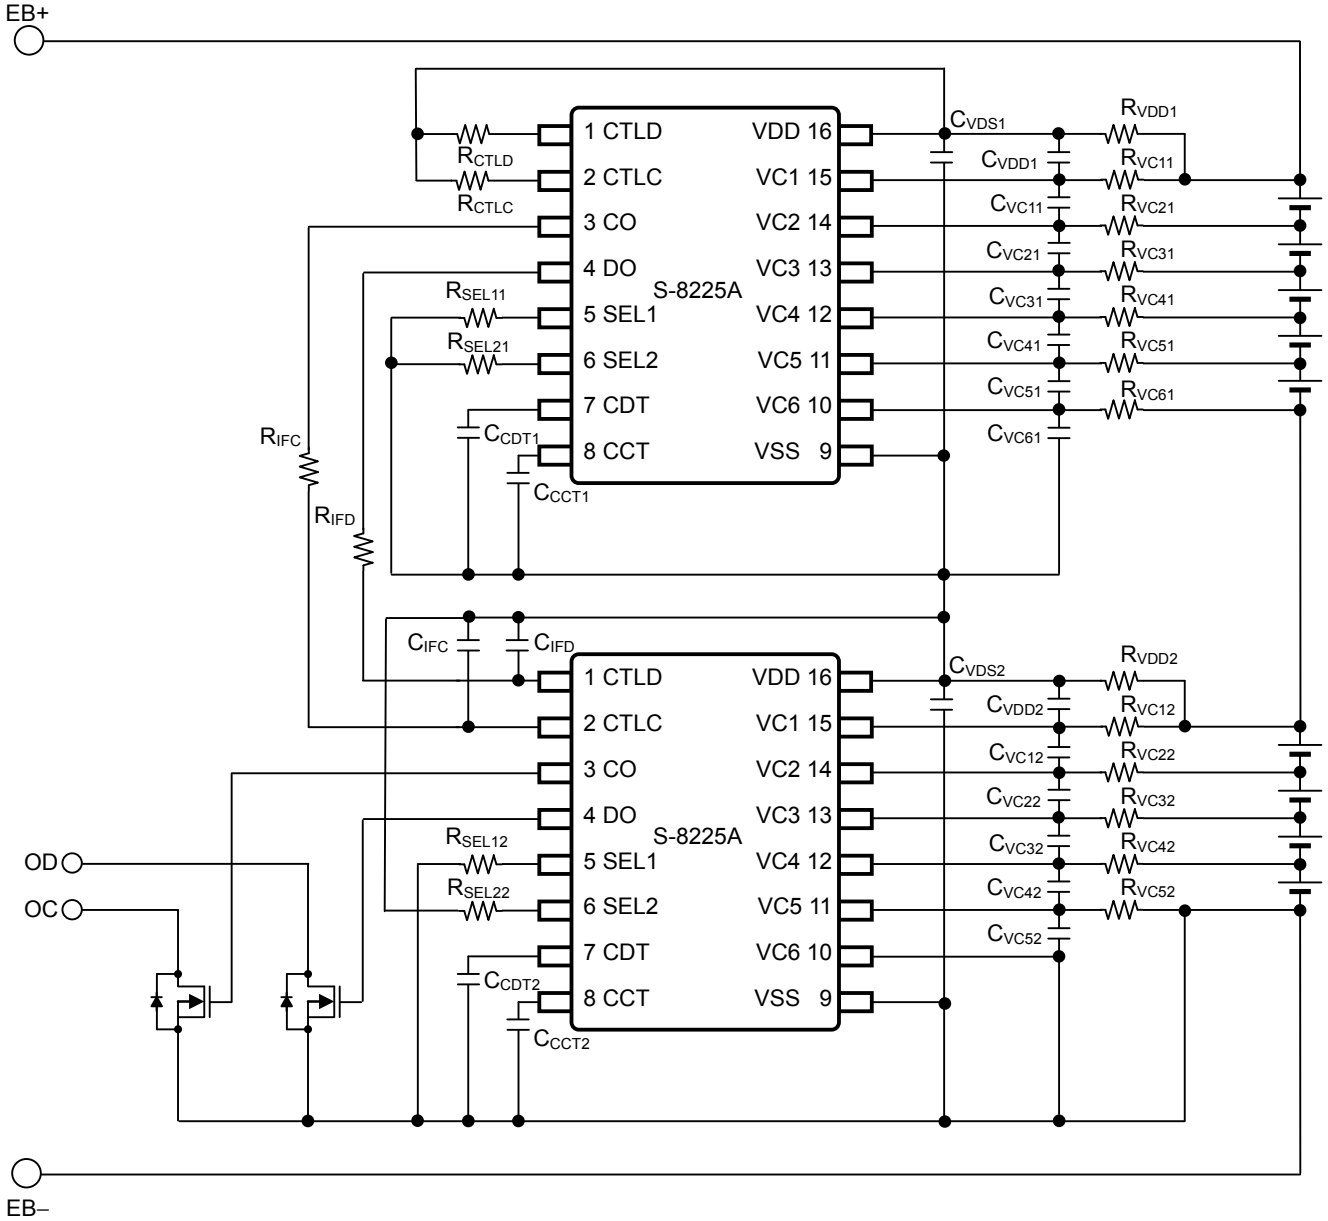 EB+
1 CTLD VDD 16
2 CTLC VC1 15
3 CO VC2 14
4 DO VC3 13
5 SEL1 VC4 12
6 SEL2 VC5 11
7 CDT VC6 10
8 CCT VSS 9
S-8225A
RCTLD
RCTLC
RSEL11
RSEL21
CCDT1
CCCT1
RIFC
RIFD
CVDS1
CVDD1
CVC11
CVC21
CVC31
CVC41
CVC51
CVC61
RVDD1
RVC11
RVC21
RVC31
RVC41
RVC51
RVC61
CIFC
CIFD
1 CTLD VDD 16
2 CTLC VC1 15
3 CO VC2 14
4 DO VC3 13
5 SEL1 VC4 12
6 SEL2 VC5 11
7 CDT VC6 10
8 CCT VSS 9
S-8225A
RSEL12
RSEL22
CCDT2
CCCT2
CVDS2
CVDD2
CVC12
CVC22
CVC32
CVC42
CVC52
RVDD2
RVC12
RVC22
RVC32
RVC42
RVC52
OD
OC
EB−